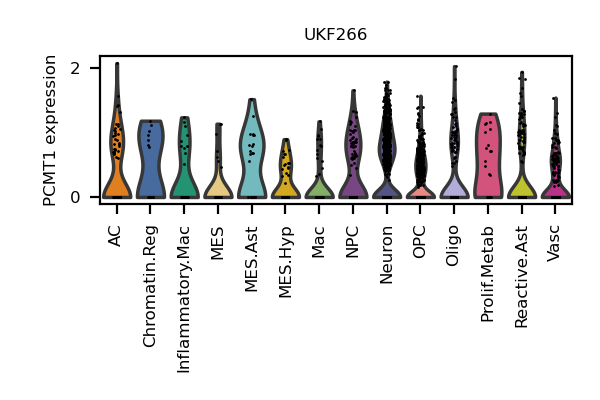 UKF266
PCMT1 expression
2
0
AC
Chromatin.Reg
Inflammatory.Mac
MES
MES.Ast
MES.Hyp
Mac
NPC
Neuron
OPC
Oligo
Prolif.Metab
Reactive.Ast
Vasc